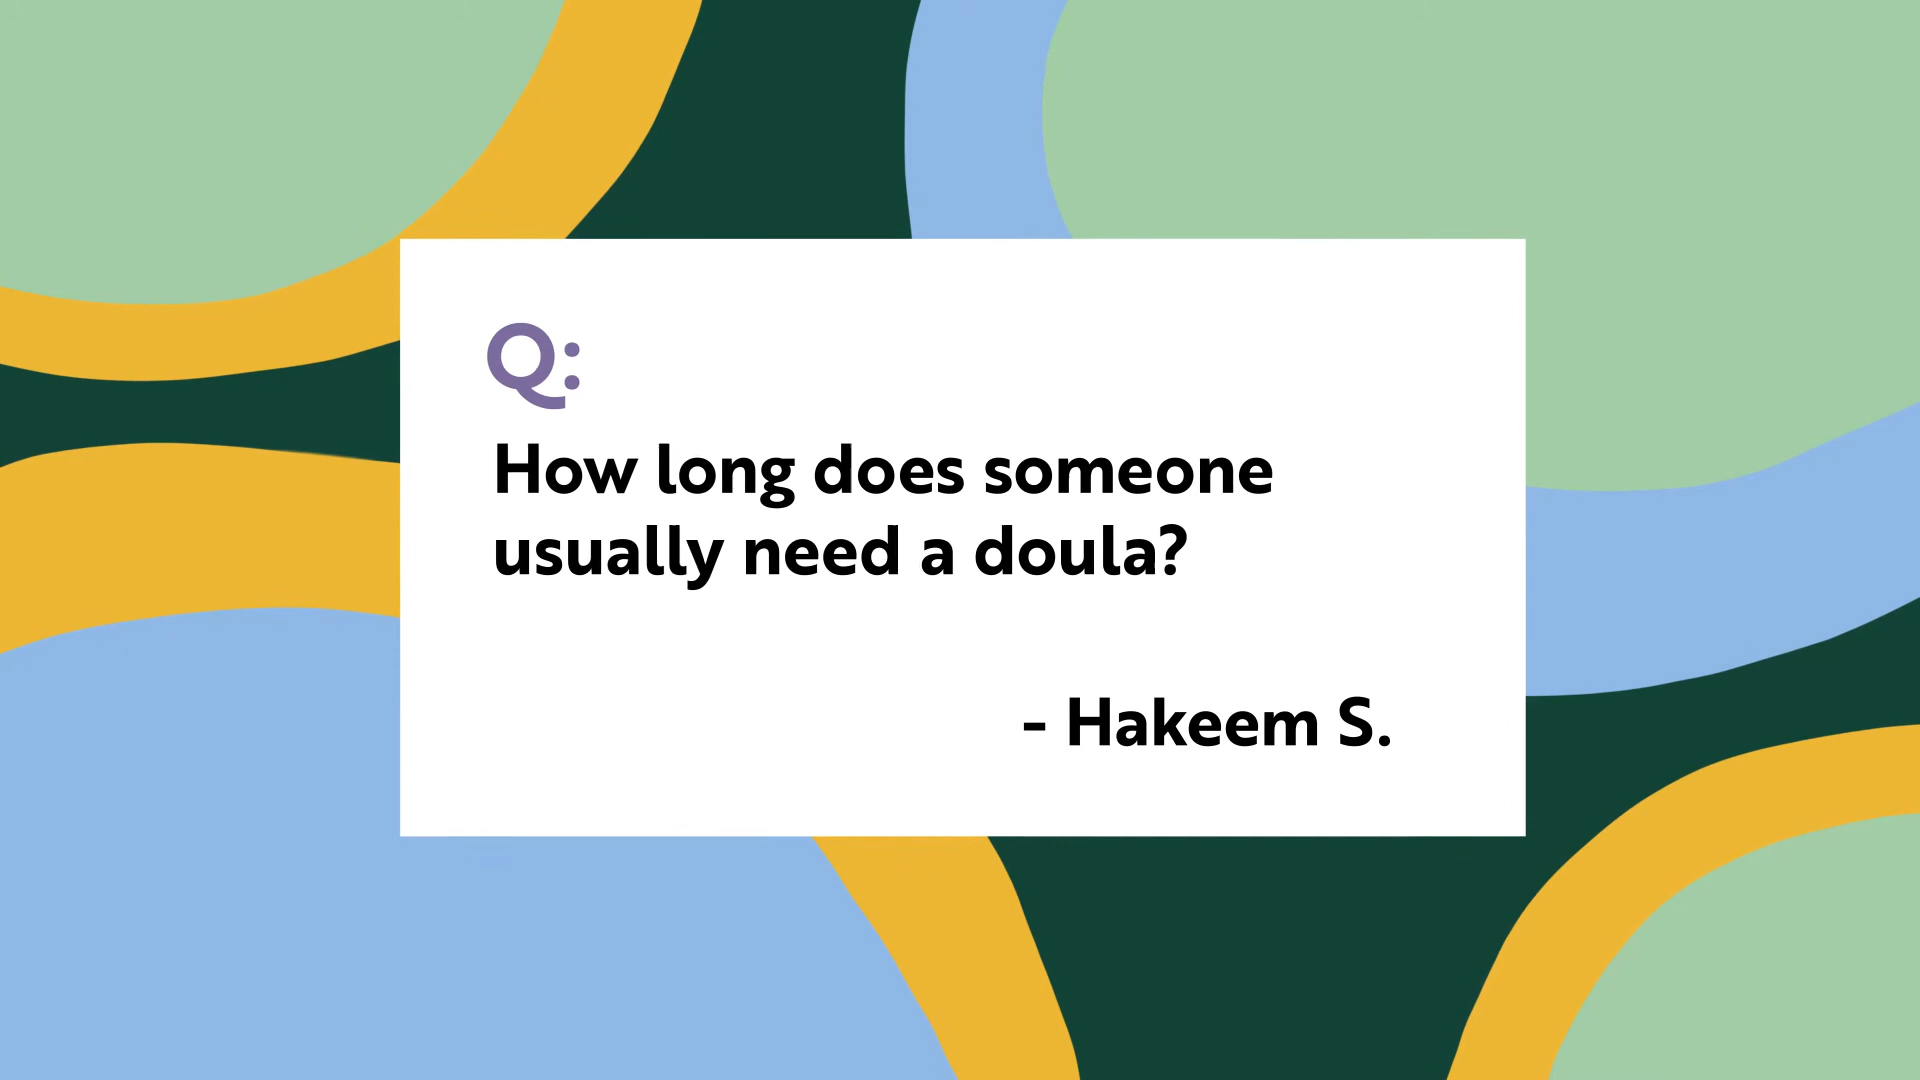 Q:
How long does someone
usually need a doula?
- Hakeem S.